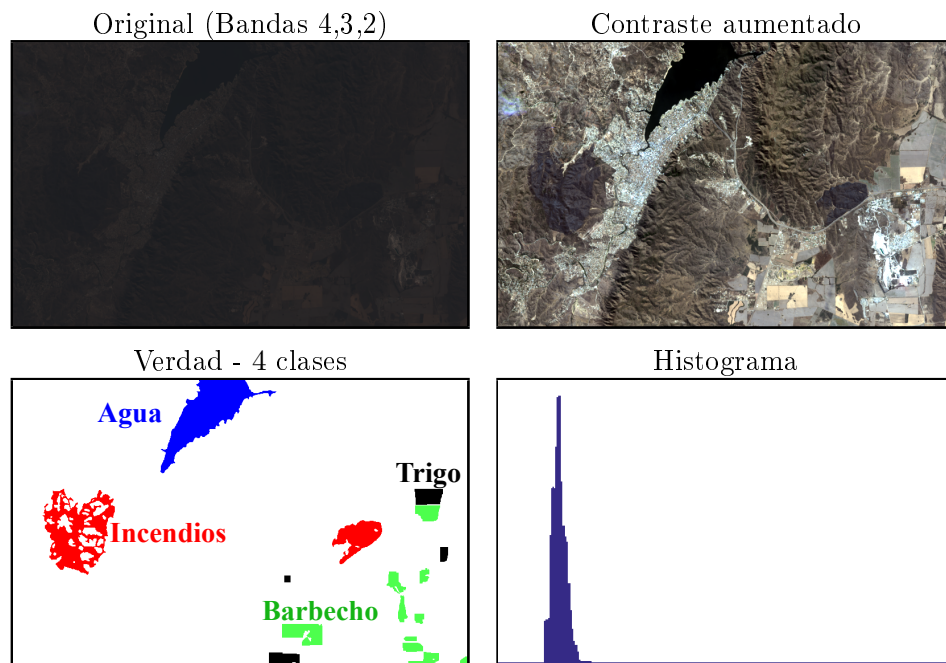 Original (Bandas 4,3,2)
Contraste aumentado
Verdad - 4 clases
Histograma
Agua
Trigo
Incendios
Barbecho